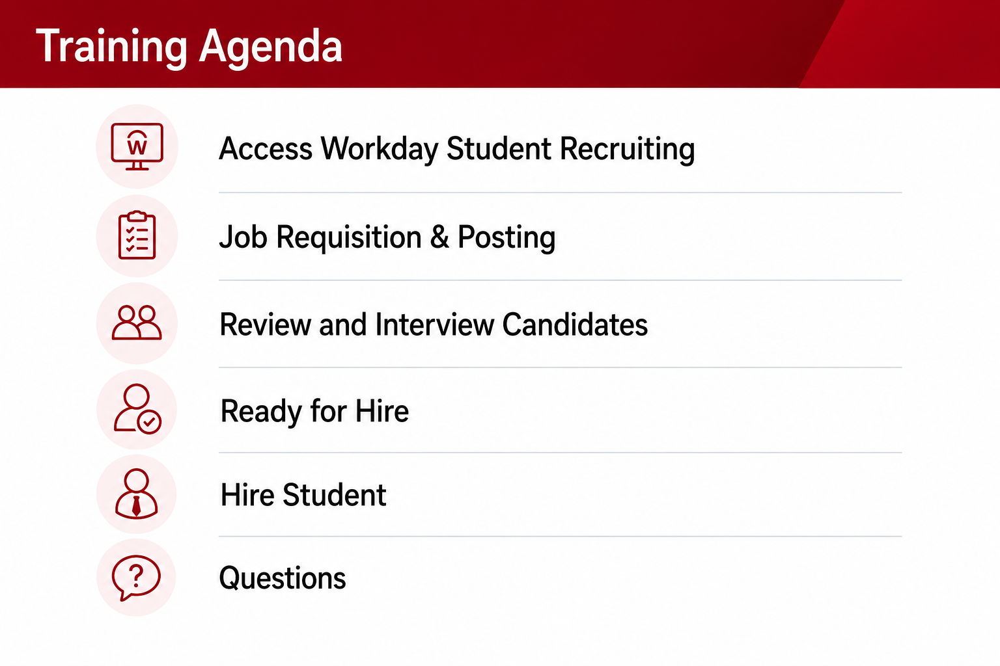 Training Agenda
W
Access Workday Student Recruiting
Job Requisition & Posting
Review and Interview Candidates
Ready for Hire
Hire Student
?
Questions